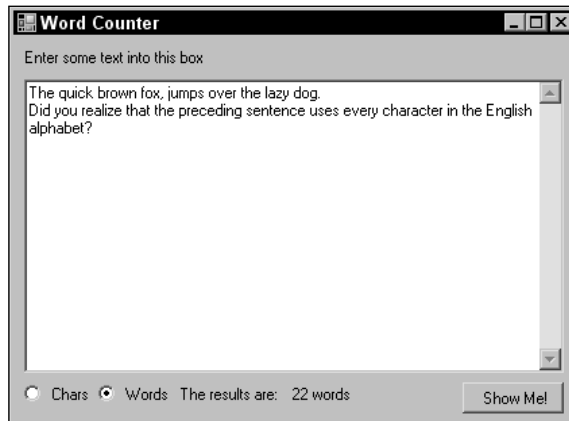 Word Counter
Enter some text into this box
The quick brown fox, jumps over the lazy dog.
Did you realize that the preceding sentence uses every character in the English
alphabet?
Chars Words The results are: 22 words
Show Me!